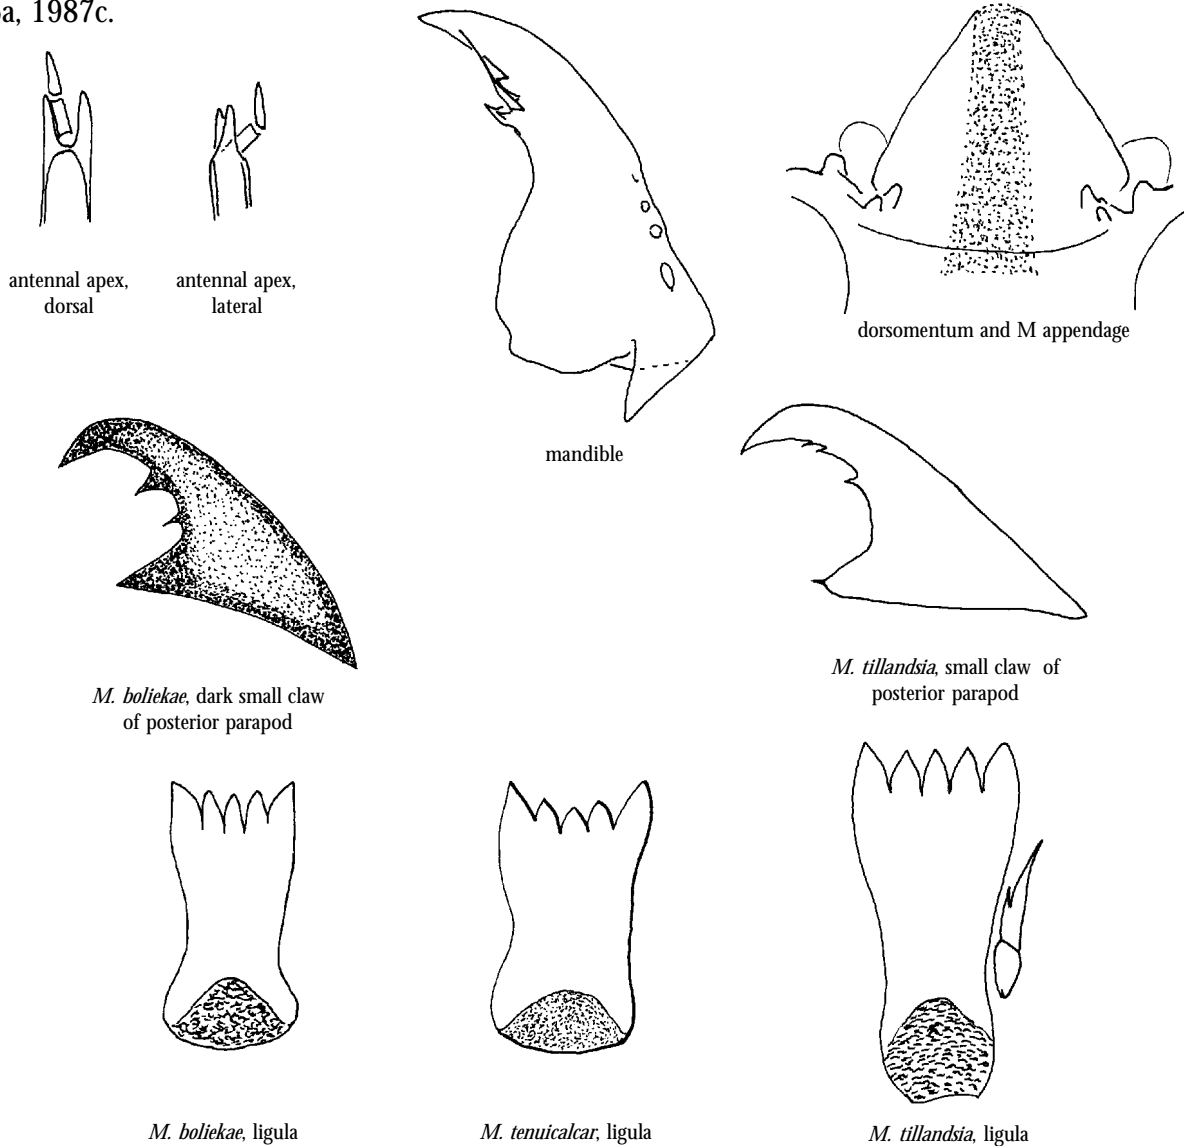 a, 1987c.
antennal apex,
dorsal
antennal apex,
lateral
dorsomentum and M appendage
mandible
M. boliekae, dark small claw
of posterior parapod
M. tillandsia, small claw of
posterior parapod
M. boliekae, ligula
M. tenuicalcar, ligula
M. tillandsia, ligula